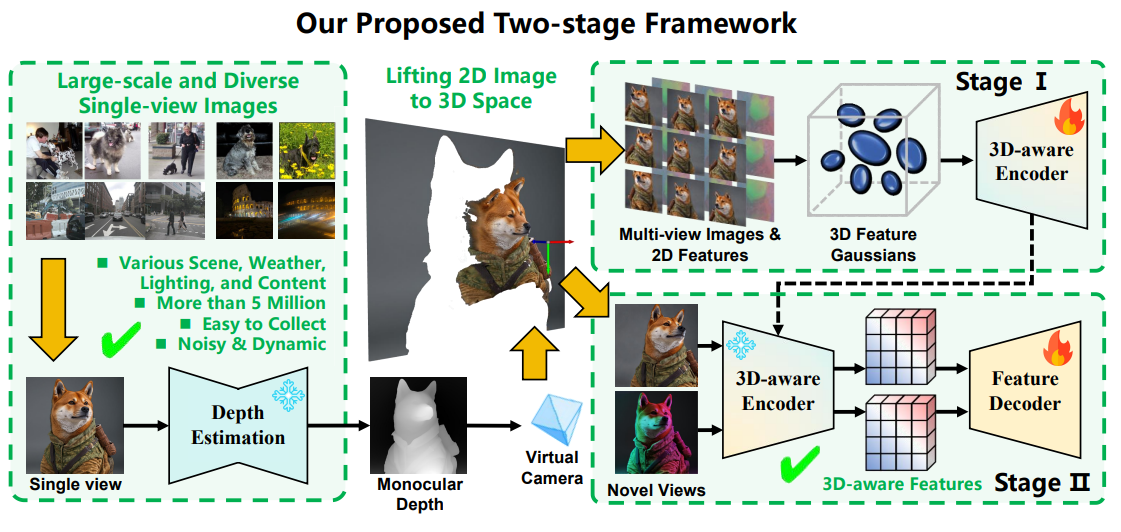 Our Proposed Two-stage Framework
Large-scale and Diverse
Single-view Images
■ Various Scene, Weather,
Lighting, and Content
■ More than 5 Million
■ Easy to Collect
■ Noisy & Dynamic
Single view
Depth
Estimation
Lifting 2D Image
to 3D Space
Monocular
Depth
Virtual
Camera
Stage Ⅰ
Multi-view Images &
2D Features
3D Feature
Gaussians
3D-aware
Encoder
Novel Views
3D-aware
Encoder
3D-aware Features
Feature
Decoder
Stage Ⅱ